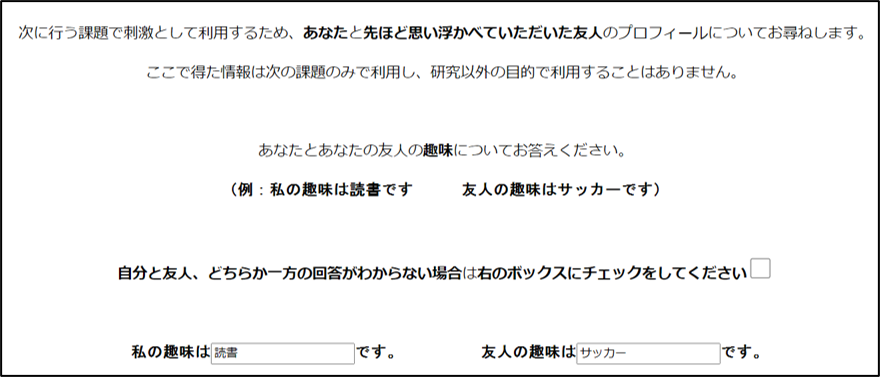 次に行う課題で刺激として利用するため、あなたと先ほど思い浮かべていただいた友人のプロフィールについてお尋ねします。
ここで得た情報は次の課題のみで利用し、研究以外の目的で利用することはありません。
あなたとあなたの友人の趣味についてお答えください。
（例：私の趣味は読書です　　　友人の趣味はサッカーです）
自分と友人、どちらか一方の回答がわからない場合は右のボックスにチェックをしてください
私の趣味は 読書 です。　　　友人の趣味は サッカー です。